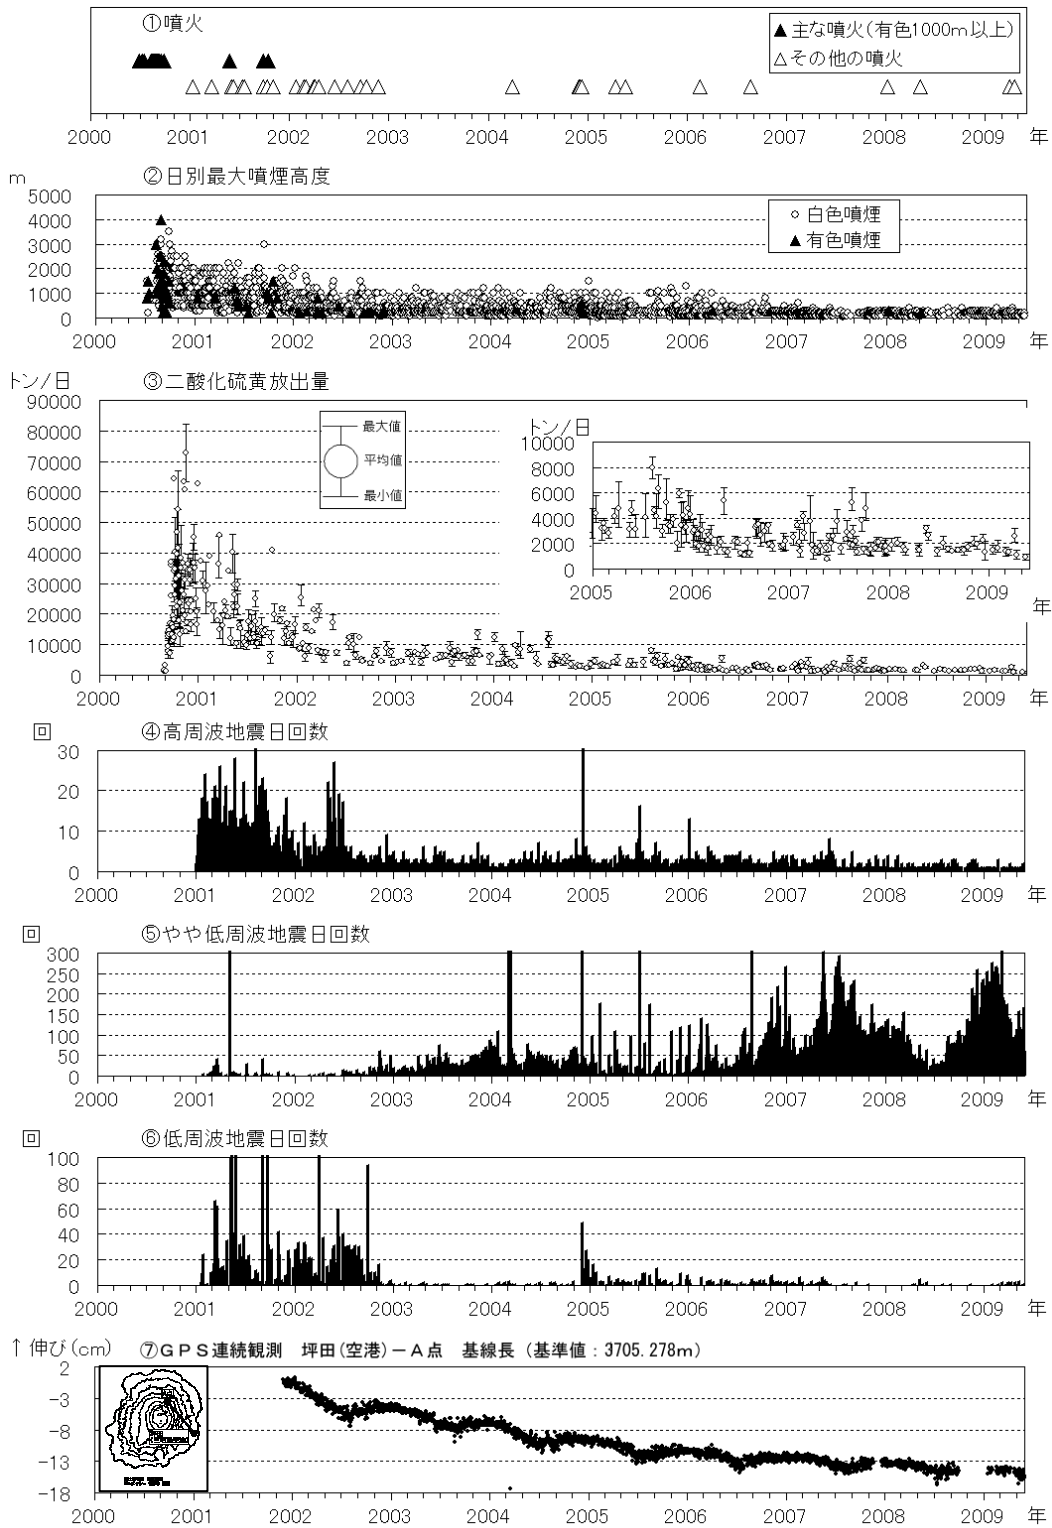 ①噴火
▲主な噴火(有色1000m以上)
△その他の噴火
2000 2001 2002 2003 2004 2005 2006 2007 2008 2009 年
m ②日別最大噴煙高度
5000
4000
3000
2000
1000
0
○ 白色噴煙
▲ 有色噴煙
2000 2001 2002 2003 2004 2005 2006 2007 2008 2009 年
トン/日 ③二酸化硫黄放出量
90000
80000
70000
60000
50000
40000
30000
20000
10000
0
最大値
平均値
最小値
トン/日
10000
8000
6000
4000
2000
0
2005 2006 2007 2008 2009 年
2000 2001 2002 2003 2004 2005 2006 2007 2008 2009 年
回 ④高周波地震日回数
30
20
10
0
2000 2001 2002 2003 2004 2005 2006 2007 2008 2009 年
回 ⑤やや低周波地震日回数
300
250
200
150
100
50
0
2000 2001 2002 2003 2004 2005 2006 2007 2008 2009 年
回 ⑥低周波地震日回数
100
80
60
40
20
0
2000 2001 2002 2003 2004 2005 2006 2007 2008 2009 年
↑伸び(cm) ⑦GPS連続観測 坪田(空港)-A点 基線長(基準値:3705.278m)
2
-3
-8
-13
-18
2000 2001 2002 2003 2004 2005 2006 2007 2008 2009 年